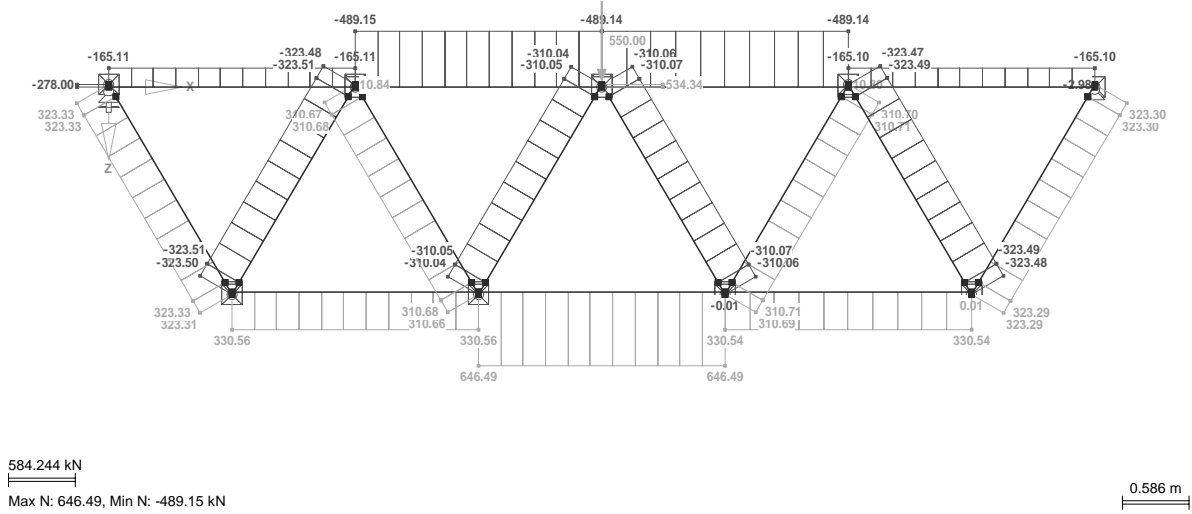 -489.15 -489.14 -489.14
550.00
-165.11 -323.48 -165.11 -310.04 -310.06 -165.10 -323.47 -165.10
-323.51 -310.05 -310.07 -323.49
-278.00 X -534.34 -2.98
323.33 310.67 310.70 323.30
323.33 310.68 310.71 323.30
Z
-323.51 -310.05 -310.07 -323.49
-323.50 -310.04 -310.06 -323.48
323.33 310.68 -0.01 310.71 0.01 323.29
323.31 310.66 310.69 323.29
330.56 330.56 330.54 330.54
646.49 646.49
584.244 kN
0.586 m
Max N: 646.49, Min N: -489.15 kN